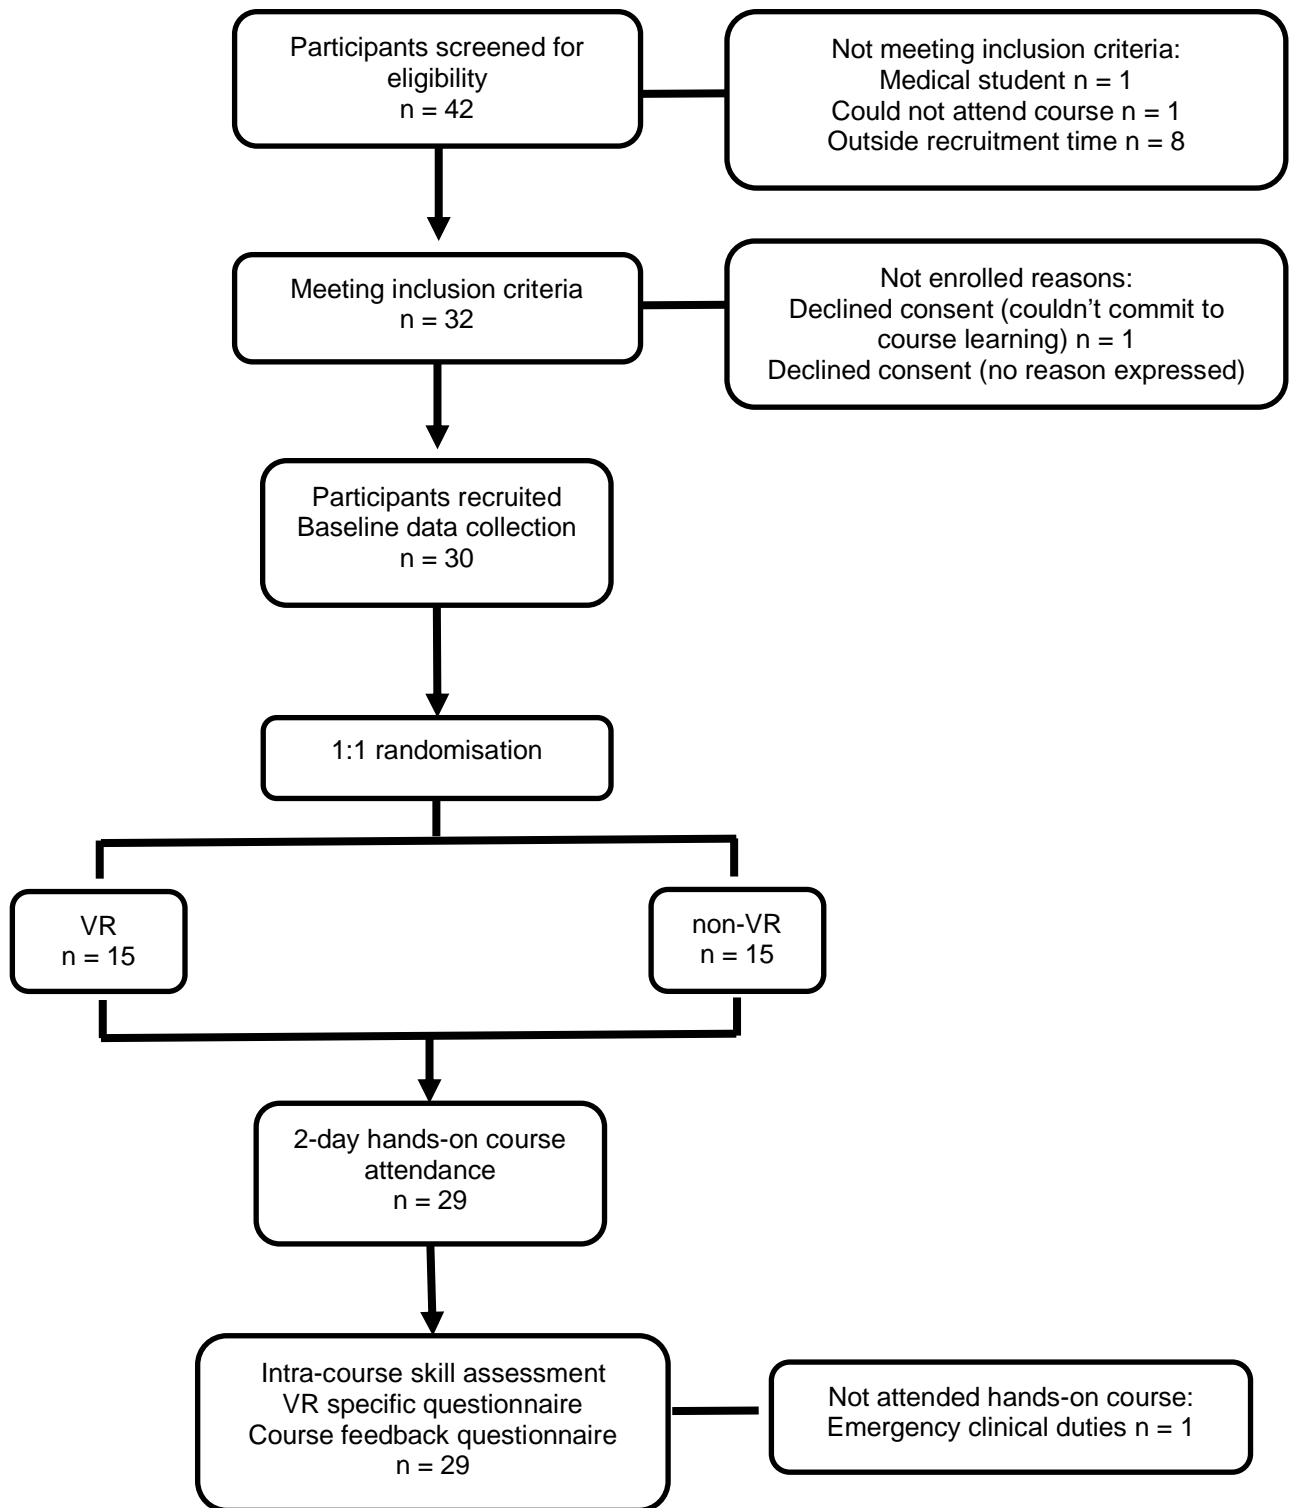 Participants screened for
eligibility
n = 42
Not meeting inclusion criteria:
Medical student n = 1
Could not attend course n = 1
Outside recruitment time n = 8
Meeting inclusion criteria
n = 32
Not enrolled reasons:
Declined consent (couldn’t commit to
course learning) n = 1
Declined consent (no reason expressed)
Participants recruited
Baseline data collection
n = 30
1:1 randomisation
VR
n = 15
non-VR
n = 15
2-day hands-on course
attendance
n = 29
Intra-course skill assessment
VR specific questionnaire
Course feedback questionnaire
n = 29
Not attended hands-on course:
Emergency clinical duties n = 1